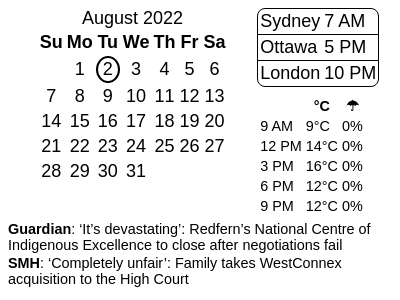 August 2022
Su Mo Tu We Th Fr Sa
1 2 3 4 5 6
7 8 9 10 11 12 13
14 15 16 17 18 19 20
21 22 23 24 25 26 27
28 29 30 31
Sydney 7 AM
Ottawa 5 PM
London 10 PM
°C ☂
9 AM 9°C 0%
12 PM 14°C 0%
3 PM 16°C 0%
6 PM 12°C 0%
9 PM 12°C 0%
Guardian: ‘It’s devastating’: Redfern’s National Centre of
Indigenous Excellence to close after negotiations fail
SMH: ‘Completely unfair’: Family takes WestConnex
acquisition to the High Court